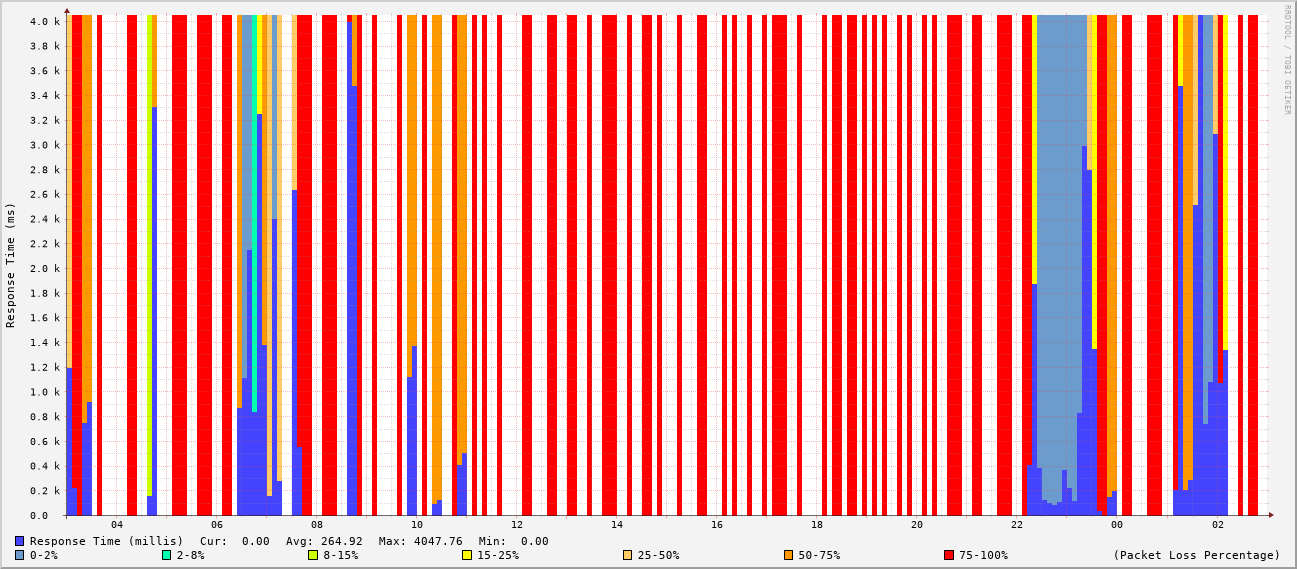 RRDTOOL / TOBI OETIKER
Response Time (ms)
4.0 k
3.8 k
3.6 k
3.4 k
3.2 k
3.0 k
2.8 k
2.6 k
2.4 k
2.2 k
2.0 k
1.8 k
1.6 k
1.4 k
1.2 k
1.0 k
0.8 k
0.6 k
0.4 k
0.2 k
0.0
04 06 08 10 12 14 16 18 20 22 00 02
Response Time (millis) Cur: 0.00 Avg: 264.92 Max: 4047.76 Min: 0.00
0-2% 2-8% 8-15% 15-25% 25-50% 50-75% 75-100% (Packet Loss Percentage)